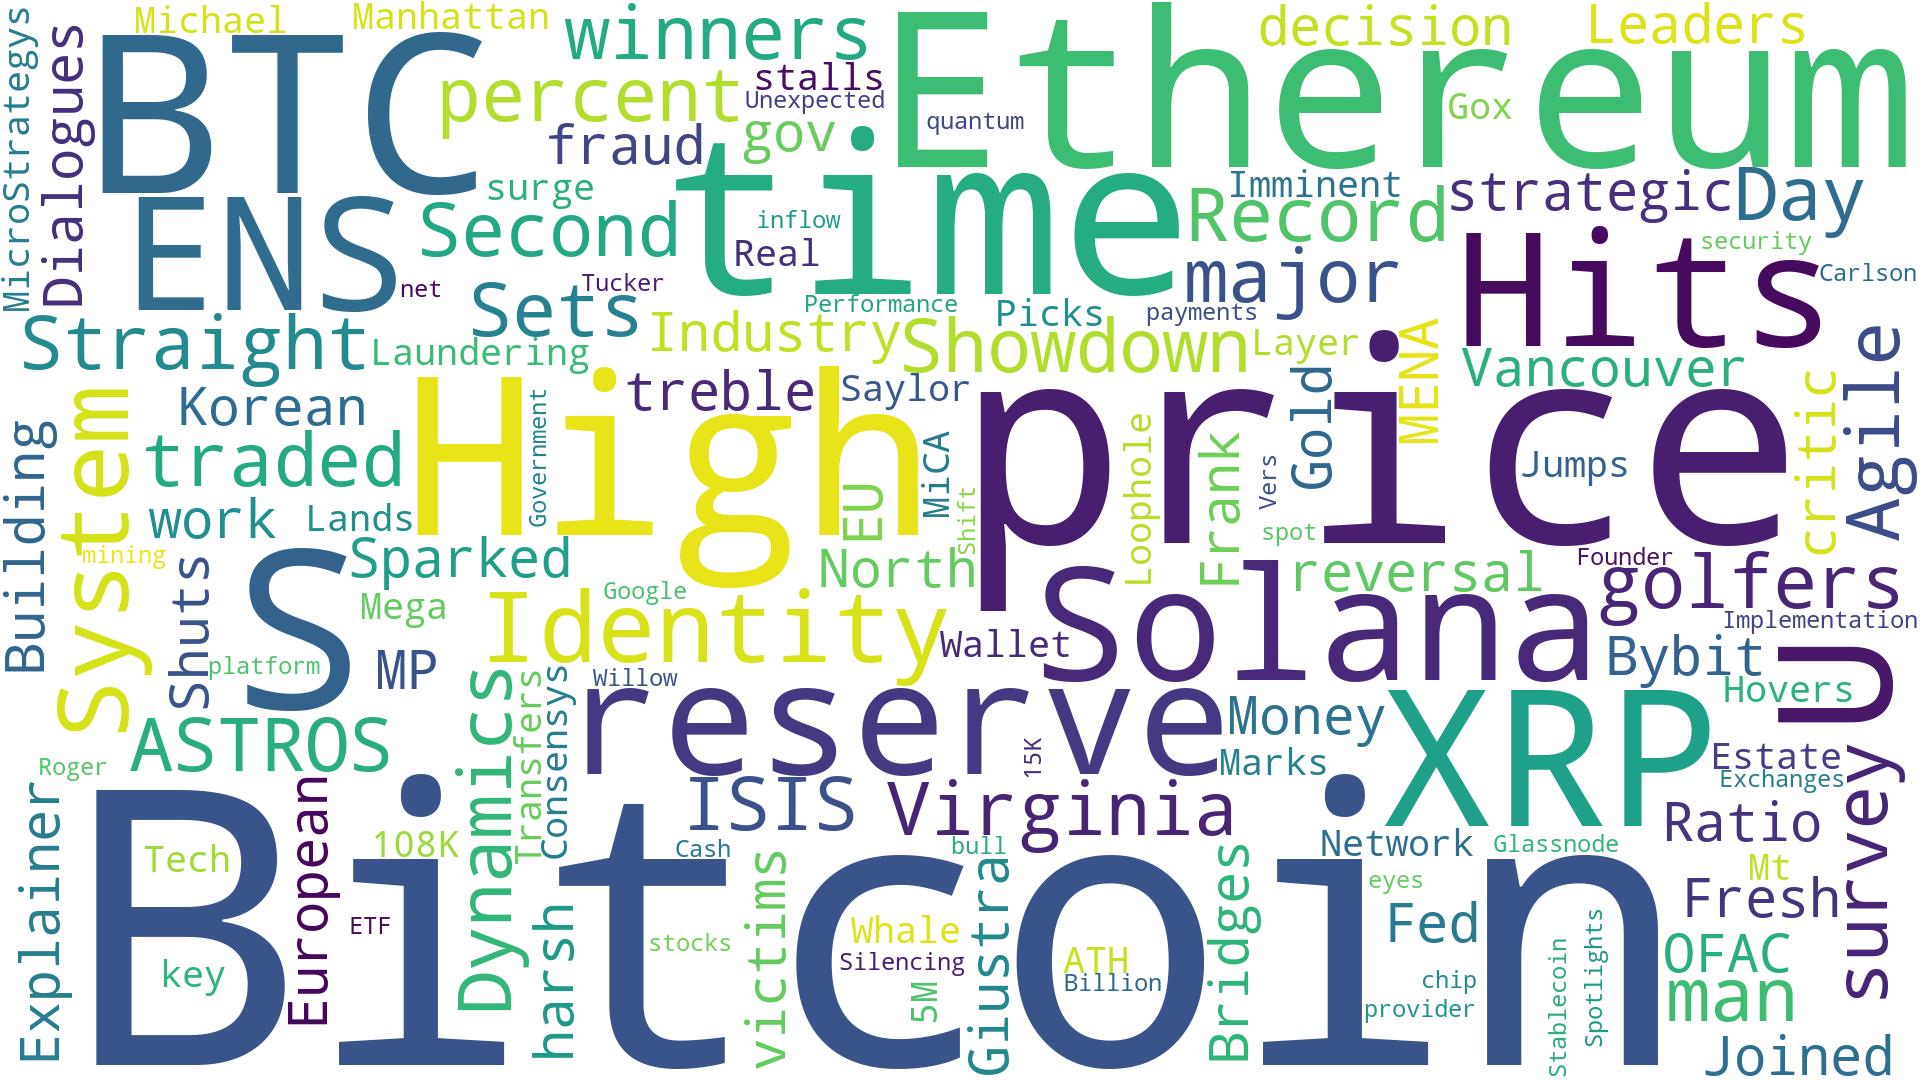 Michael
Manhattan
winners
Ethereum
decision
Leaders
MicroStrategys
Dialogues
BTC
percent
stalls
Unexpected
quantum
Gox
fraud
gov
time
surge
Second
inflow
Real
Record
Imminent
strategic
Day
ENS
net
Sets
Tucker
major
Hits
security
Carlson
Performance
Picks
payments
Straight
Laundering
Industry
Showdown
Layer
MENA
Vancouver
Agile
System
Korean
High
Government
treble
Saylor
price
Gold
critic
Building
traded
MiCA
EU
Shift
Loophole
Frank
Vers
Jumps
work
Lands
spot
mining
Shuts
S
Sparked
North
reversal
Founder
golfers
Mega
Google
Identity
Wallet
Solana
Implementation
platform
MP
Willow
Bybit
U
Hovers
ASTROS
Dynamics
Transfers
Consensys
reserve
15K
Money
Marks
XRP
Estate
Exchanges
Roger
Explainer
Bitcoin
European
108K
ISIS
Virginia
Ratio
survey
Tech
Cash
bull
Network
Glassnode
Mt
key
ETF
harsh
stocks
victims
Whale
Silencing
5M
Giustra
ATH
Billion
Bridges
eyes
Fed
chip
provider
Stablecoin
Spotlights
Fresh
OFAC
man
Joined